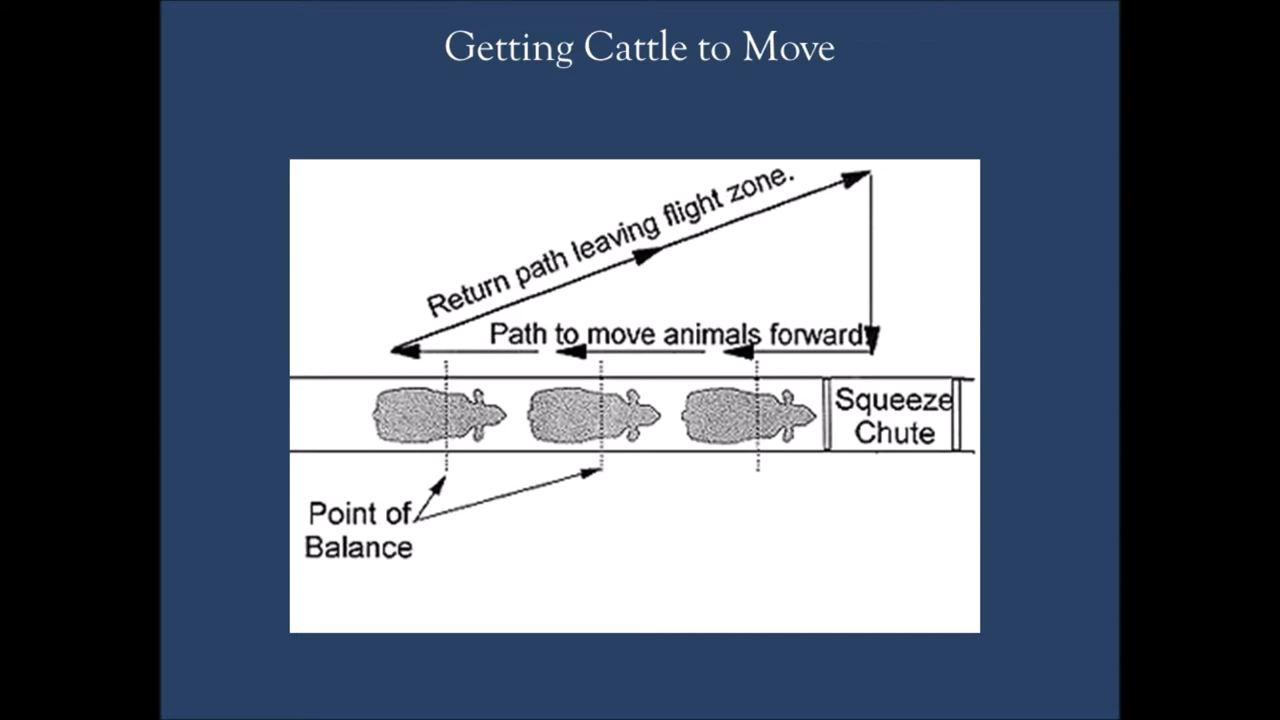 Getting Cattle to Move
Return path leaving flight zone.
Path to move animals forward.
Squeeze
Chute
Point of
Balance